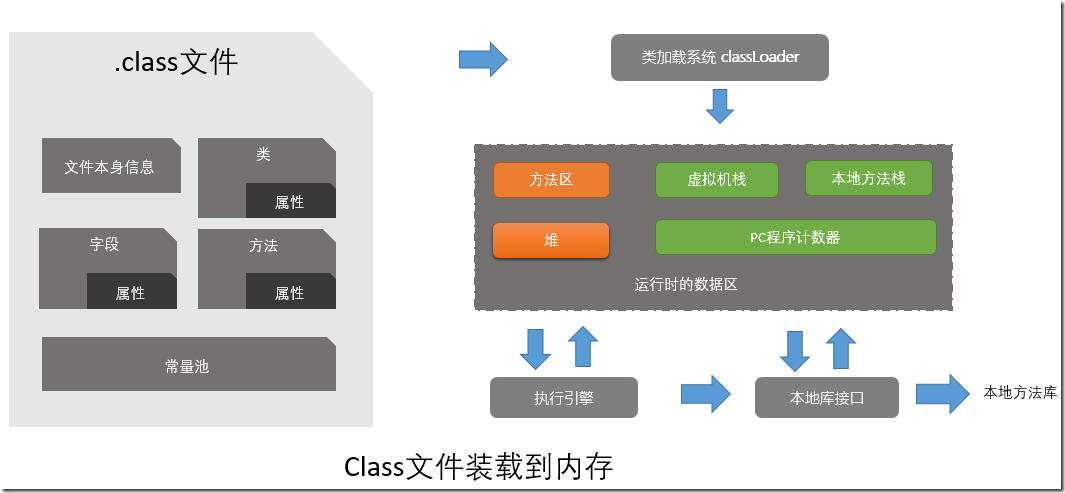 .class文件
文件本身信息
类
属性
字段
属性
方法
属性
常量池
类加载系统 classLoader
方法区
虚拟机栈
本地方法栈
堆
PC程序计数器
运行时的数据区
执行引擎
本地库接口
本地方法库
Class文件装载到内存